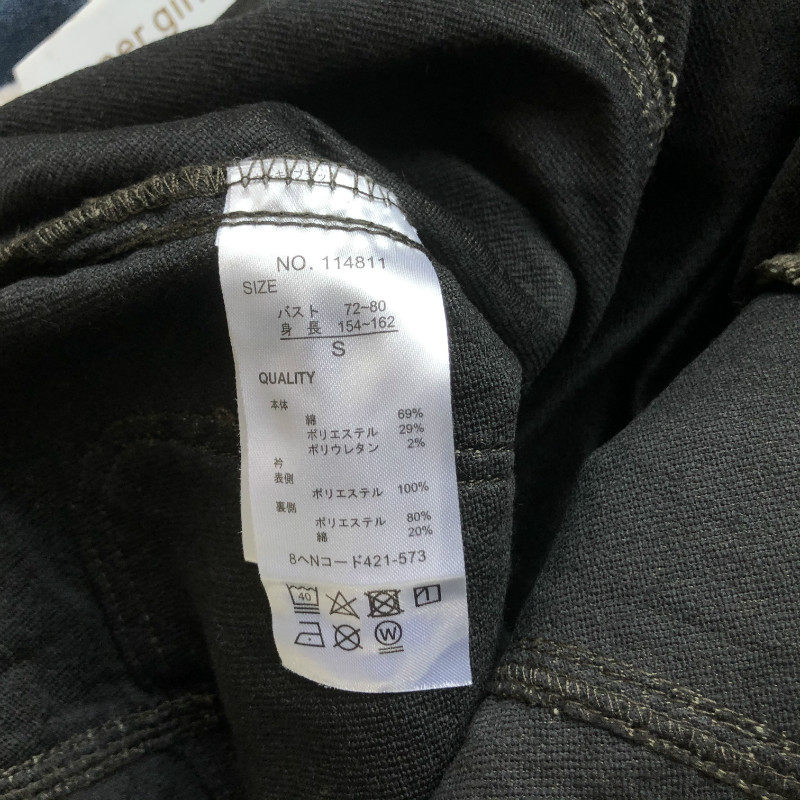 er girl
NO. 114811
SIZE
バスト 72~80
身 長 154~162
S
QUALITY
本体
綿 69%
ポリエステル 29%
ポリウレタン 2%
衿
表側
ポリエステル 100%
裏側
ポリエステル 80%
綿 20%
8ヘNコード421-573
40
W